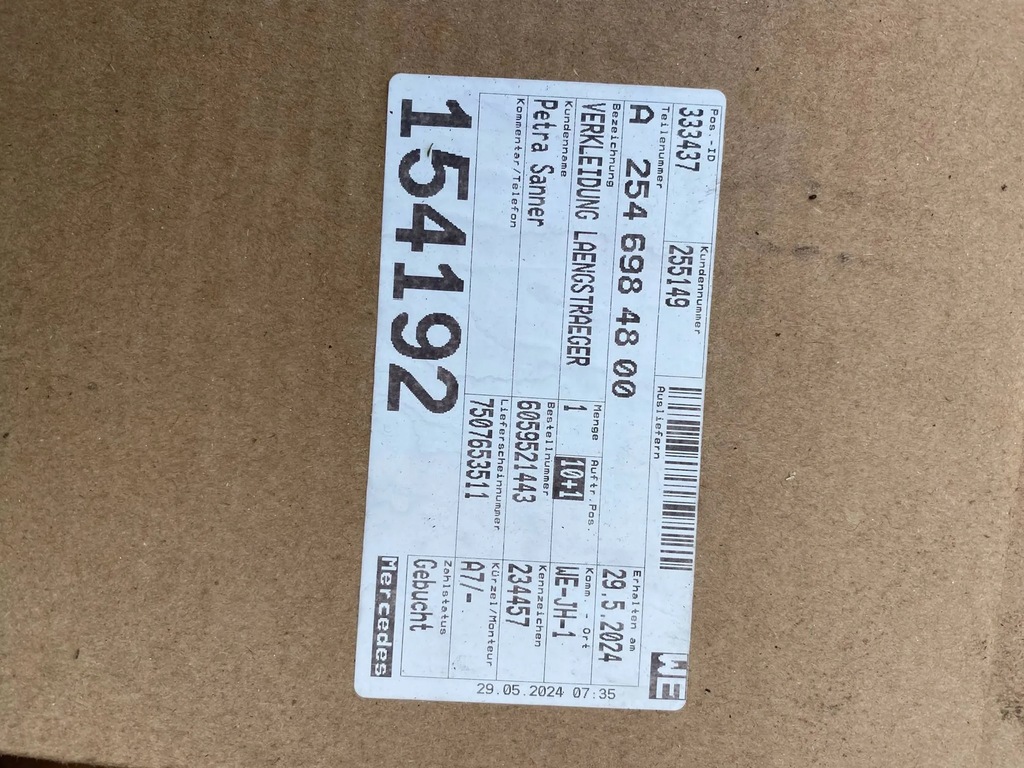 Pos.-ID
333437
Kundennummer
255149
Ausliefern
WE
Teilenummer
A 254 698 48 00
Erhalten am
29.5.2024
Bezeichnung
VERKLEIDUNG LAENGSTRAEGER
Menge
1
Auftr.Pos.
10+1
Komm. - Ort
WE-JH-1
Kundenname
Petra Sanner
Bestellnummer
6059521443
Kennzeichen
234457
Kommentar/Telefon
Lieferscheinnummer
7507653511
Kürzel/Monteur
A7/-
154192
Zahlstatus
Gebucht
Mercedes
29.05.2024 07:35